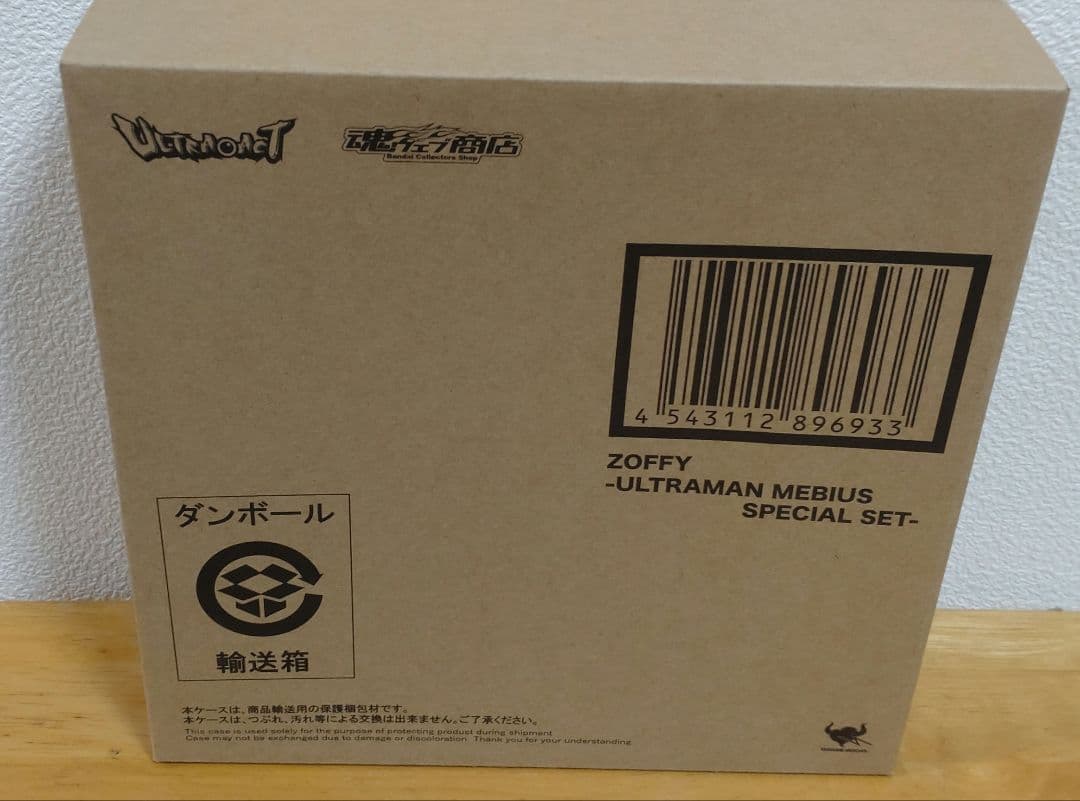 ULTRA-ACT
魂ウェブ商店
Bandai Collectors Shop
4 543112 896933
ZOFFY
-ULTRAMAN MEBIUS
SPECIAL SET-
ダンボール
輸送箱
本ケースは、商品輸送用の保護梱包材です。
本ケースは、つぶれ、汚れ等による交換は出来ません。ご了承ください。
This case is used solely for the purpose of protecting product during shipment
Case may not be exchanged due to damage or discoloration. Thank you for your understanding